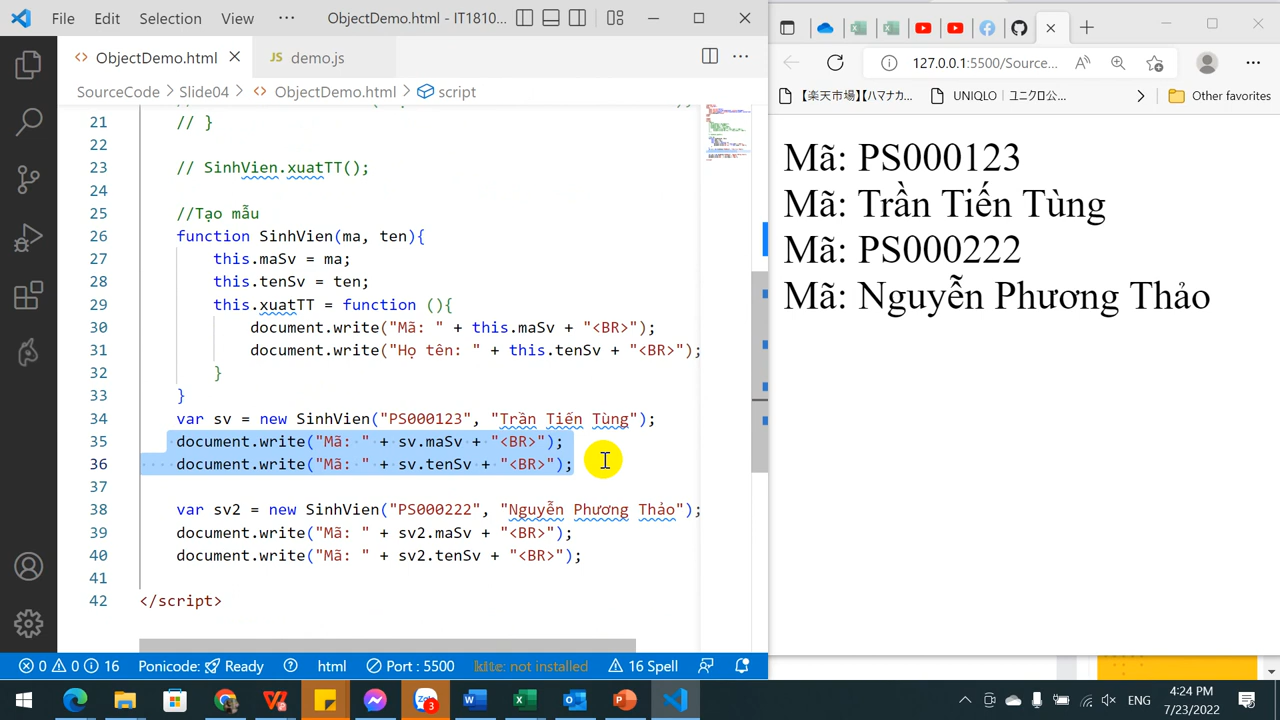 File Edit Selection View ··· ObjectDemo.html - IT1810...
ObjectDemo.html
JS demo.js
SourceCode > Slide04 > ObjectDemo.html > script
21 // }
22
23 // SinhVien.xuatTT();
24
25 //Tạo mẫu
26 function SinhVien(ma, ten){
27 this.maSv = ma;
28 this.tenSv = ten;
29 this.xuatTT = function (){
30 document.write("Mã: " + this.maSv + "<BR>");
31 document.write("Họ tên: " + this.tenSv + "<BR>");
32 }
33 }
34 var sv = new SinhVien("PS000123", "Trần Tiến Tùng");
35 document.write("Mã: " + sv.maSv + "<BR>");
36 document.write("Mã: " + sv.tenSv + "<BR>");
37
38 var sv2 = new SinhVien("PS000222", "Nguyễn Phương Thảo");
39 document.write("Mã: " + sv2.maSv + "<BR>");
40 document.write("Mã: " + sv2.tenSv + "<BR>");
41
42 </script>
0 0 16 Ponicode: Ready html Port : 5500 kite: not installed 16 Spell
127.0.0.1:5500/Source...
【楽天市場】【ハマナカ... UNIQLO｜ユニクロ公... Other favorites
Mã: PS000123
Mã: Trần Tiến Tùng
Mã: PS000222
Mã: Nguyễn Phương Thảo
Zalo
3
ENG
4:24 PM
7/23/2022